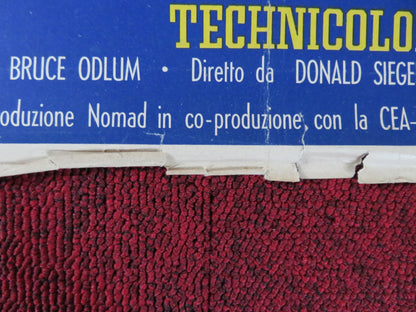 TECHNICOLO
BRUCE ODLUM • Diretto da DONALD SIEGE
oduzione Nomad in co-produzione con la CEA-